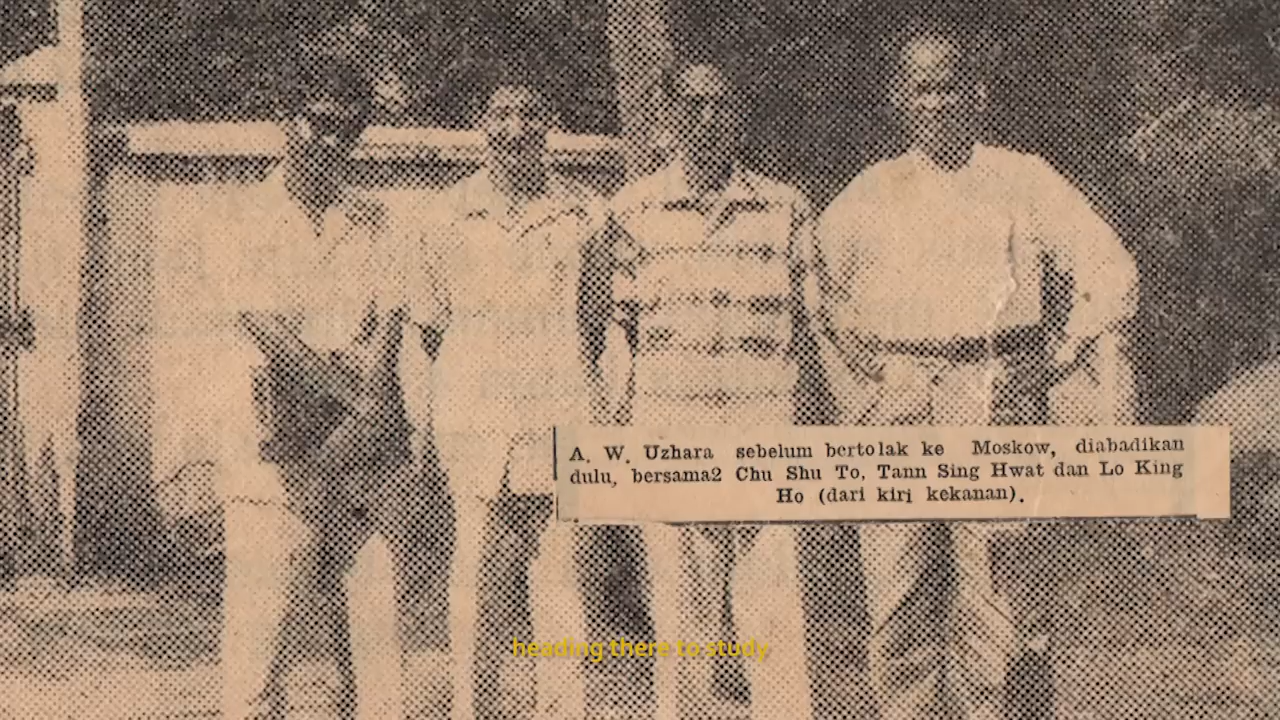 A. W. Uzhara sebelum bertolak ke Moskow, diabadikan
dulu, bersama2 Chu Shu To, Tann Sing Hwat dan Lo King
Ho (dari kiri kekanan).
heading there to study